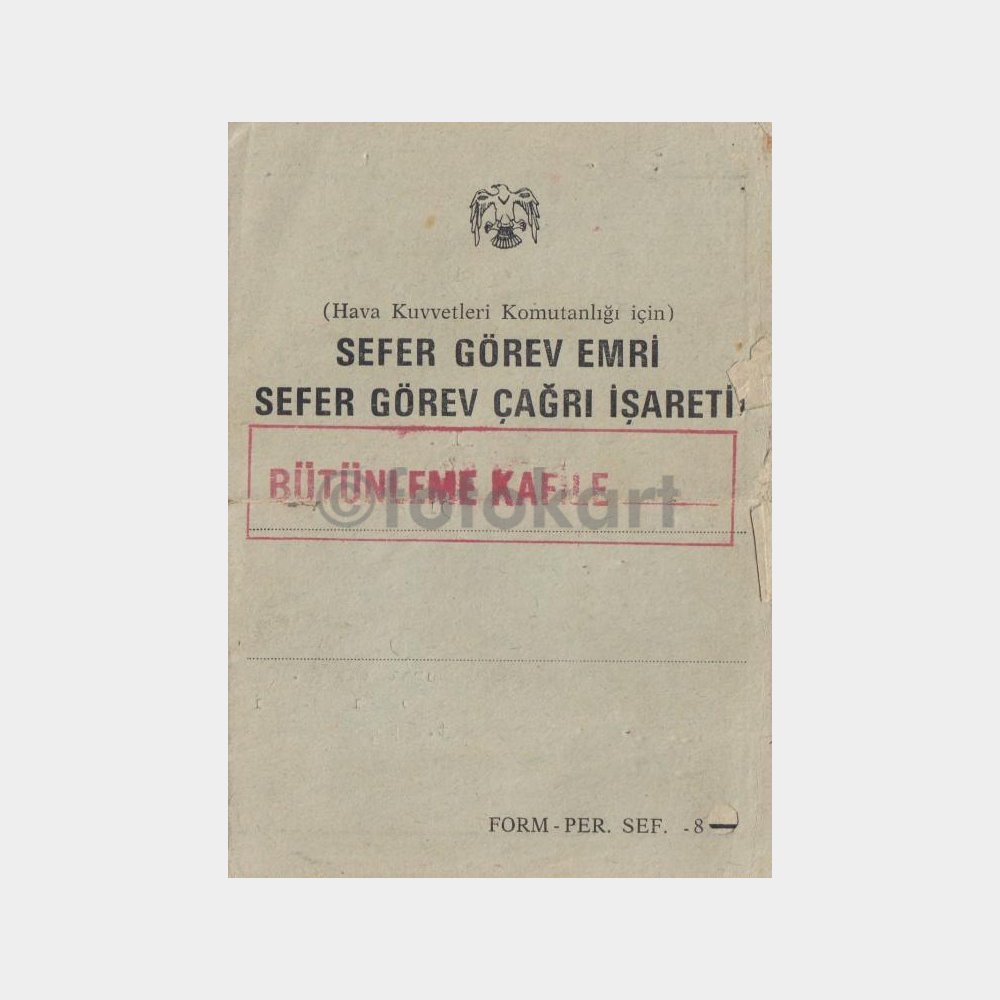 (Hava Kuvvetleri Komutanlığı için)
SEFER GÖREV EMRİ
SEFER GÖREV ÇAĞRI İŞARETİ
BÜTÜNLEME KAFİLE
©fotokart
FORM - PER. SEF. - 8